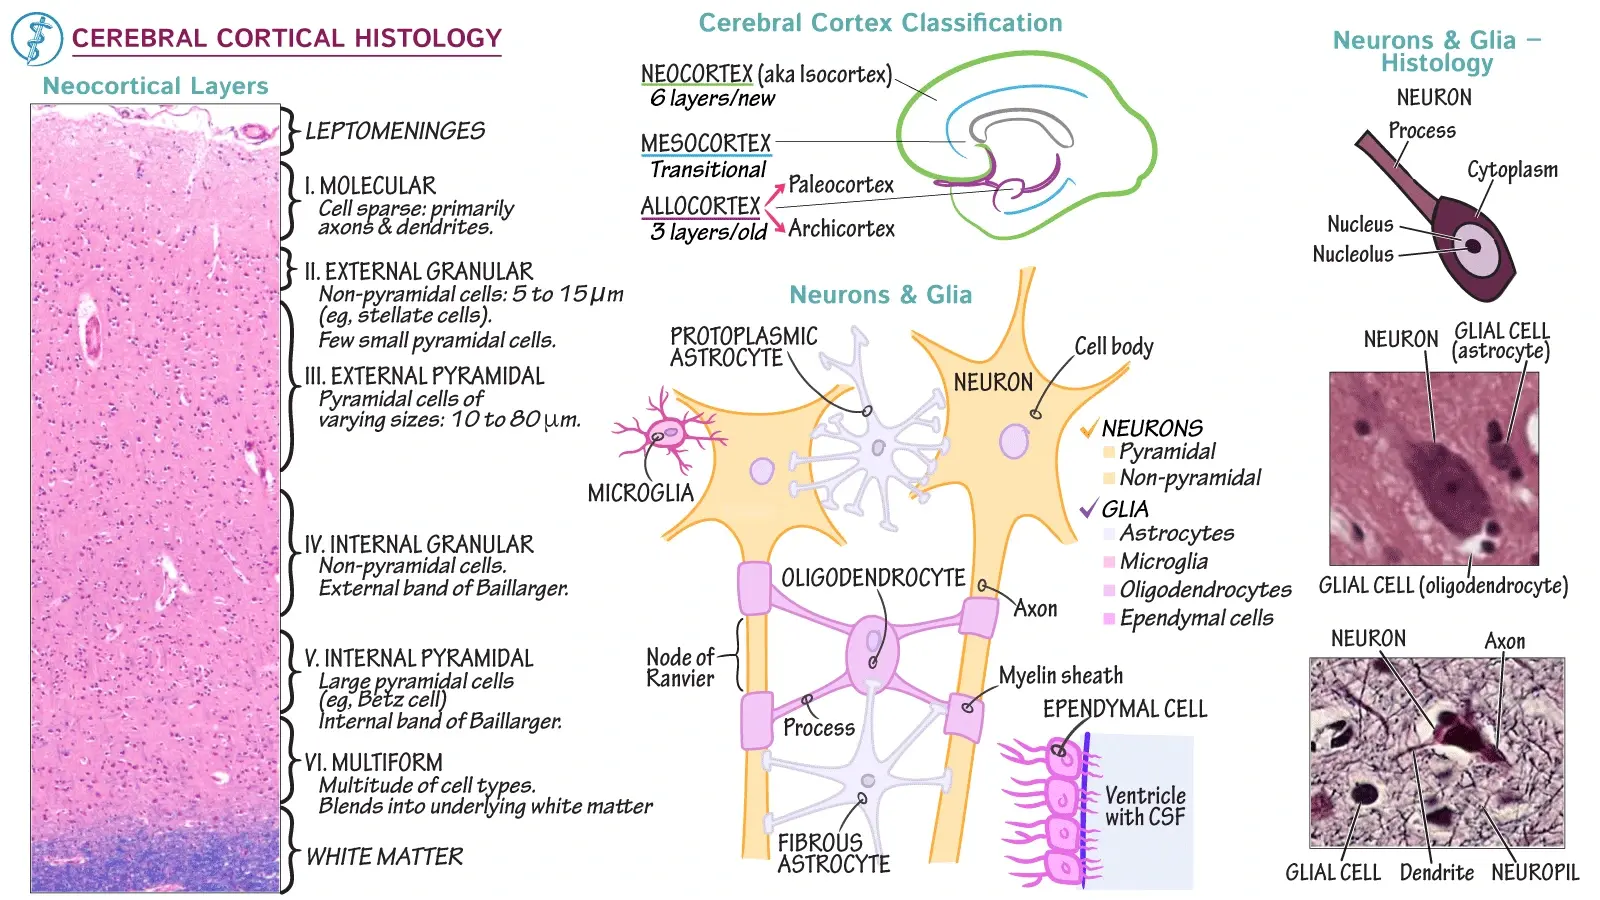 CEREBRAL CORTICAL HISTOLOGY
Neocortical Layers
LEPTOMENINGES
I. MOLECULAR
Cell sparse: primarily
axons & dendrites.
II. EXTERNAL GRANULAR
Non-pyramidal cells: 5 to 15 μm
(eg, stellate cells).
Few small pyramidal cells.
III. EXTERNAL PYRAMIDAL
Pyramidal cells of
varying sizes: 10 to 80 μm.
IV. INTERNAL GRANULAR
Non-pyramidal cells.
External band of Baillarger.
V. INTERNAL PYRAMIDAL
Large pyramidal cells
(eg, Betz cell)
Internal band of Baillarger.
VI. MULTIFORM
Multitude of cell types.
Blends into underlying white matter
WHITE MATTER
Cerebral Cortex Classification
NEOCORTEX (aka Isocortex)
6 layers/new
MESOCORTEX
Transitional
ALLOCORTEX
3 layers/old
Paleocortex
Archicortex
Neurons & Glia
PROTOPLASMIC
ASTROCYTE
MICROGLIA
NEURON
Cell body
OLIGODENDROCYTE
Axon
Node of
Ranvier
Process
Myelin sheath
FIBROUS
ASTROCYTE
EPENDYMAL CELL
Ventricle
with CSF
NEURONS
Pyramidal
Non-pyramidal
GLIA
Astrocytes
Microglia
Oligodendrocytes
Ependymal cells
Neurons & Glia –
Histology
NEURON
Process
Cytoplasm
Nucleus
Nucleolus
NEURON
GLIAL CELL
(astrocyte)
GLIAL CELL (oligodendrocyte)
NEURON
Axon
GLIAL CELL
Dendrite
NEUROPIL